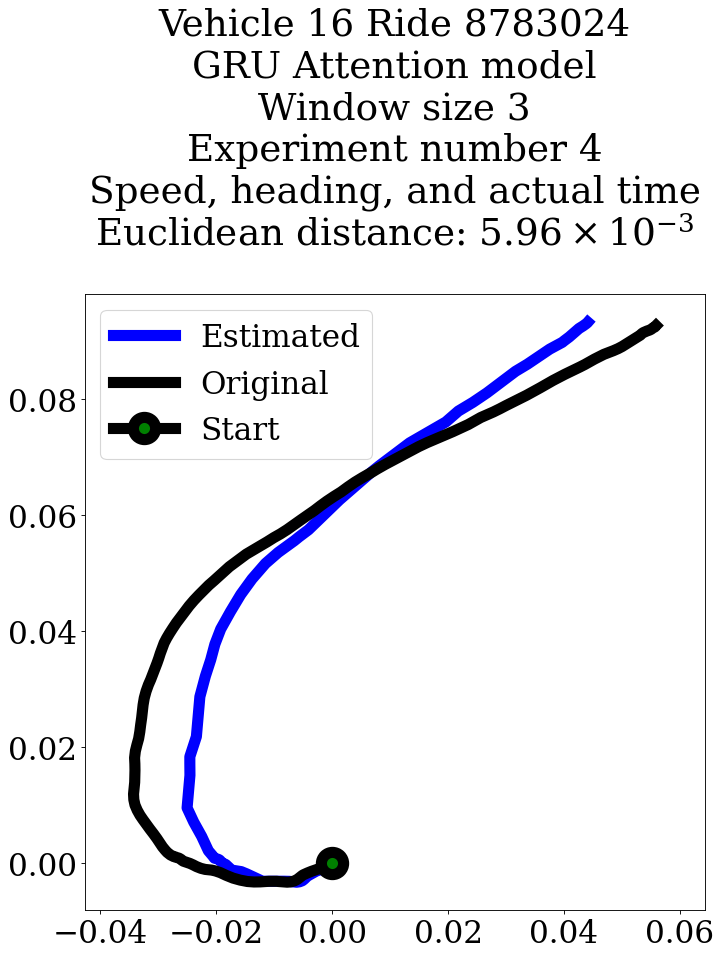 Vehicle 16 Ride 8783024
GRU Attention model
Window size 3
Experiment number 4
Speed, heading, and actual time
Euclidean distance: 5.96 × 10⁻³
Estimated
Original
Start
0.08
0.06
0.04
0.02
0.00
−0.04 −0.02 0.00 0.02 0.04 0.06